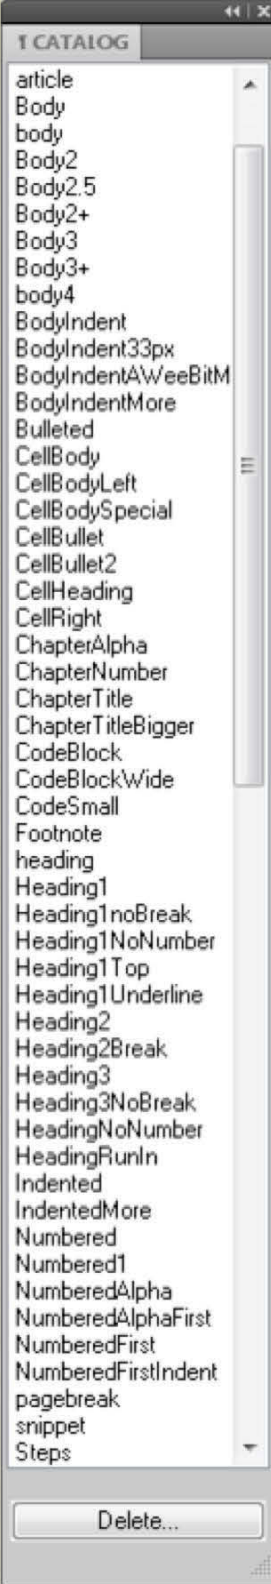 ¶ CATALOG
article
Body
body
Body2
Body2.5
Body2+
Body3
Body3+
body4
BodyIndent
BodyIndent33px
BodyIndentAWeeBitM
BodyIndentMore
Bulleted
CellBody
CellBodyLeft
CellBodySpecial
CellBullet
CellBullet2
CellHeading
CellRight
ChapterAlpha
ChapterNumber
ChapterTitle
ChapterTitleBigger
CodeBlock
CodeBlockWide
CodeSmall
Footnote
heading
Heading1
Heading1noBreak
Heading1NoNumber
Heading1Top
Heading1Underline
Heading2
Heading2Break
Heading3
Heading3NoBreak
HeadingNoNumber
HeadingRunIn
Indented
IndentedMore
Numbered
Numbered1
NumberedAlpha
NumberedAlphaFirst
NumberedFirst
NumberedFirstIndent
pagebreak
snippet
Steps
Delete...